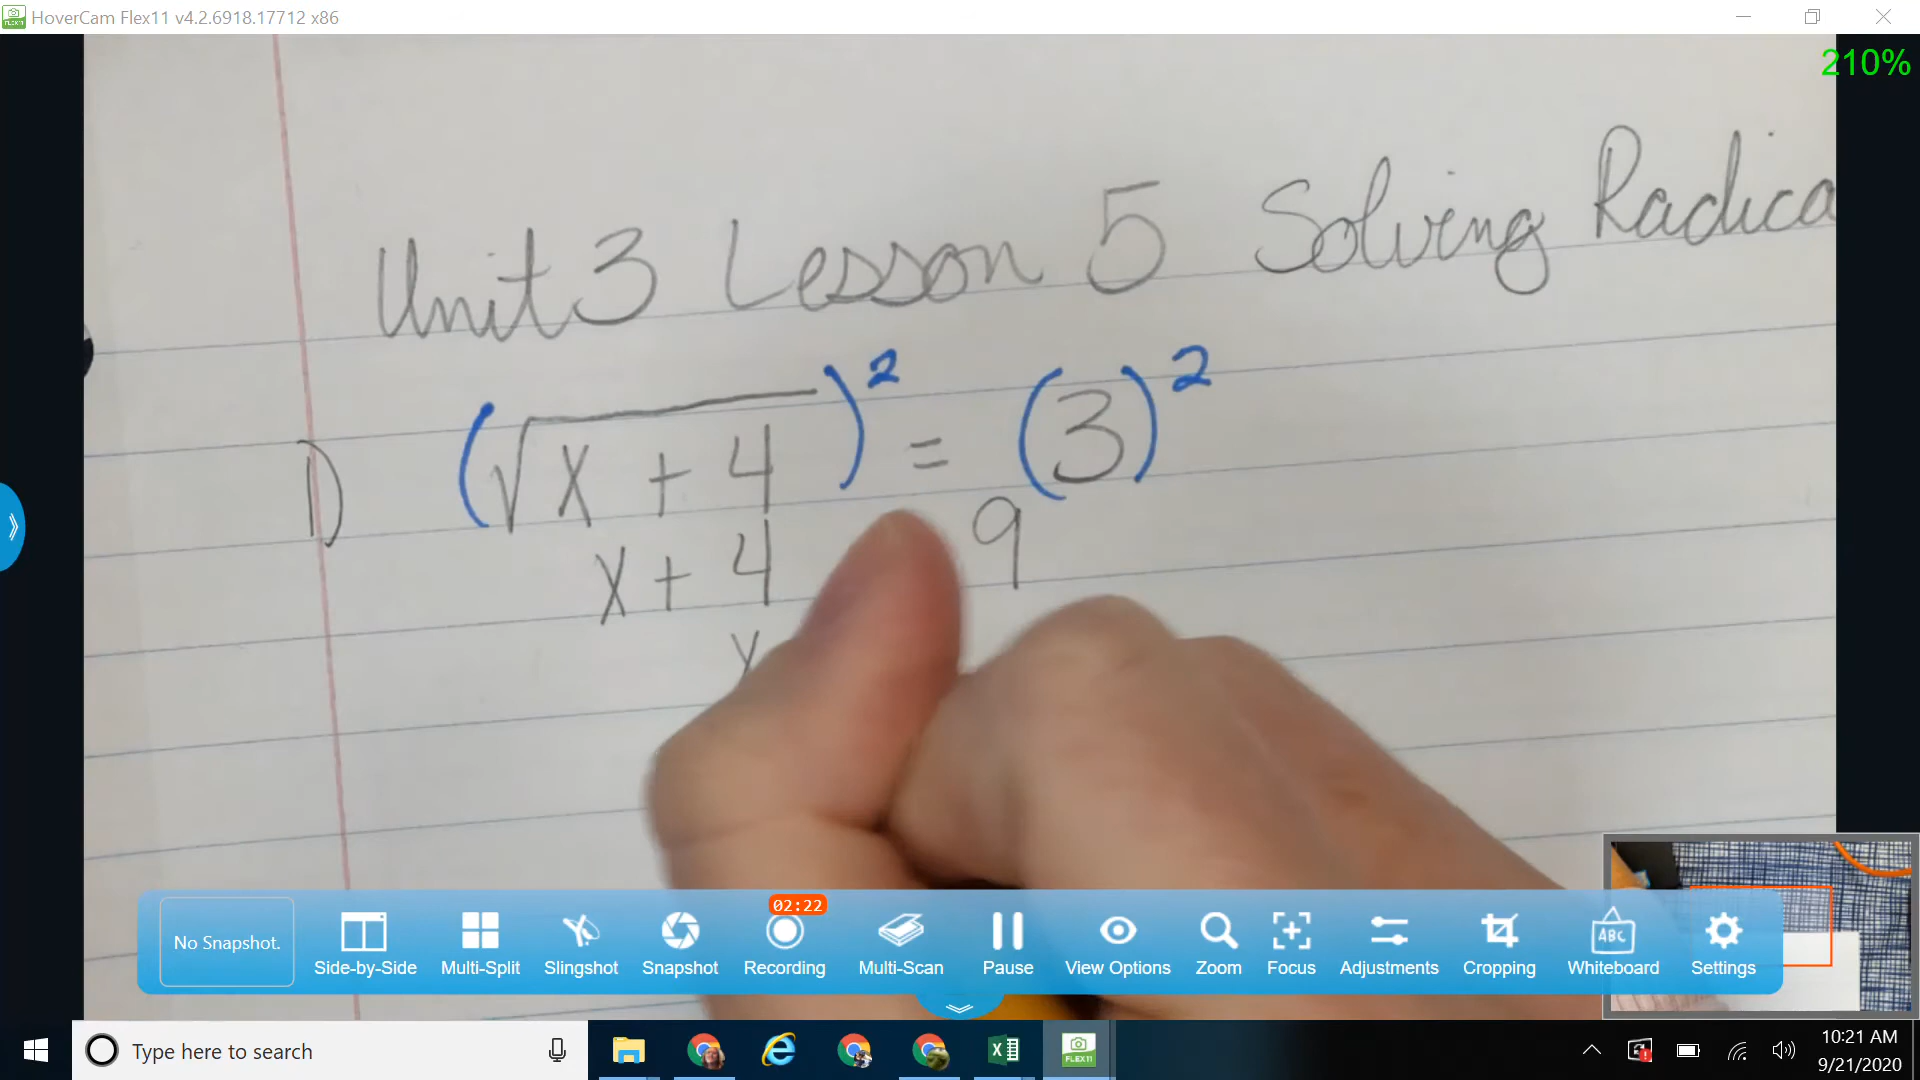 HoverCam Flex11 v4.2.6918.17712 x86
210%
Unit 3 Lesson 5 Solving Radica
1) (√x + 4)² = (3)²
x + 4 9
x
02:22
No Snapshot.
Side-by-Side Multi-Split Slingshot Snapshot Recording Multi-Scan Pause View Options Zoom Focus Adjustments Cropping Whiteboard Settings
ABC
Type here to search
FLEX11
10:21 AM
9/21/2020